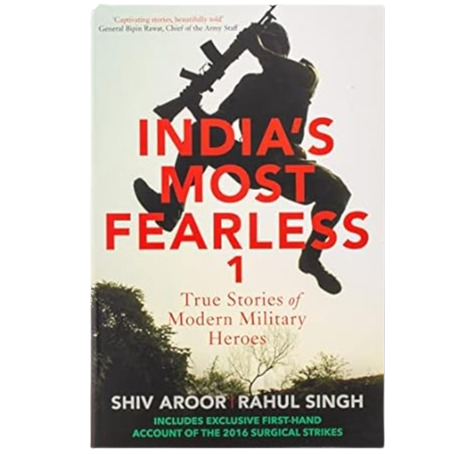 'Captivating stories, beautifully told'
General Bipin Rawat, Chief of the Army Staff
INDIA'S
MOST
FEARLESS
1
True Stories of
Modern Military
Heroes
SHIV AROOR | RAHUL SINGH
INCLUDES EXCLUSIVE FIRST-HAND
ACCOUNT OF THE 2016 SURGICAL STRIKES